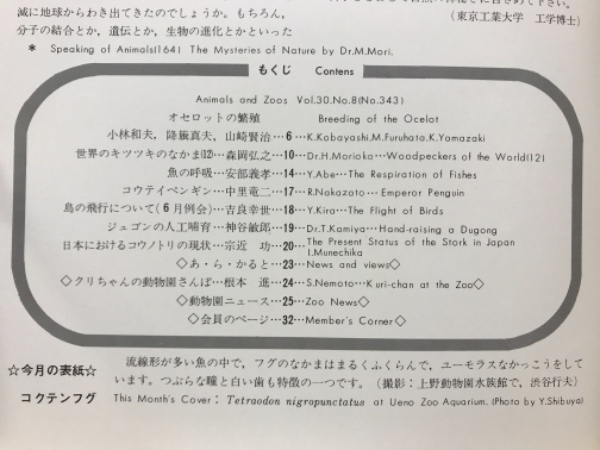 滅に地球からわき出てきたのでしょうか。もちろん,
(東京工業大学 工学博士)
分子の結合とか, 遺伝とか, 生物の進化とかといった
* Speaking of Animals(164) The Mysteries of Nature by Dr.M.Mori.
もくじ Contens
Animals and Zoos Vol.30.No.8(No.343)
オセロットの繁殖 Breeding of the Ocelot
小林和夫, 降籏真夫, 山崎賢治…6…K.Kobayashi,M.Furuhata,K.Yamazaki
世界のキツツキのなかま(12)…森岡弘之…10…Dr.H.Morioka…Woodpeckers of the World(12)
魚の呼吸…安部義孝…14…Y.Abe…The Respiration of Fishes
コウテイペンギン…中里竜二…17…R.Nakazato…Emperor Penguin
鳥の飛行について(6月例会)…吉良幸世…18…Y.Kira…The Flight of Birds
ジュゴンの人工哺育…神谷敏郎…19…Dr.T.Kamiya…Hand-raising a Dugong
日本におけるコウノトリの現状…宗近 功…20…The Present Status of the Stork in Japan
I.Munechika
◇あ・ら・かると…23…News and views◇
◇クリちゃんの動物園さんぽ…根本 進…24…S.Nemoto…Kuri-chan at the Zoo◇
◇動物園ニュース…25…Zoo News◇
◇会員のページ…32…Member's Corner◇
☆今月の表紙☆
コクテンフグ
流線形が多い魚の中で, フグのなかまはまるくふくらんで, ユーモラスなかっこうをして
います。つぶらな瞳と白い歯も特徴の一つです。(撮影:上野動物園水族館で, 渋谷行夫)
This Month's Cover : Tetraodon nigropunctatus at Ueno Zoo Aquarium. (Photo by Y.Shibuya)